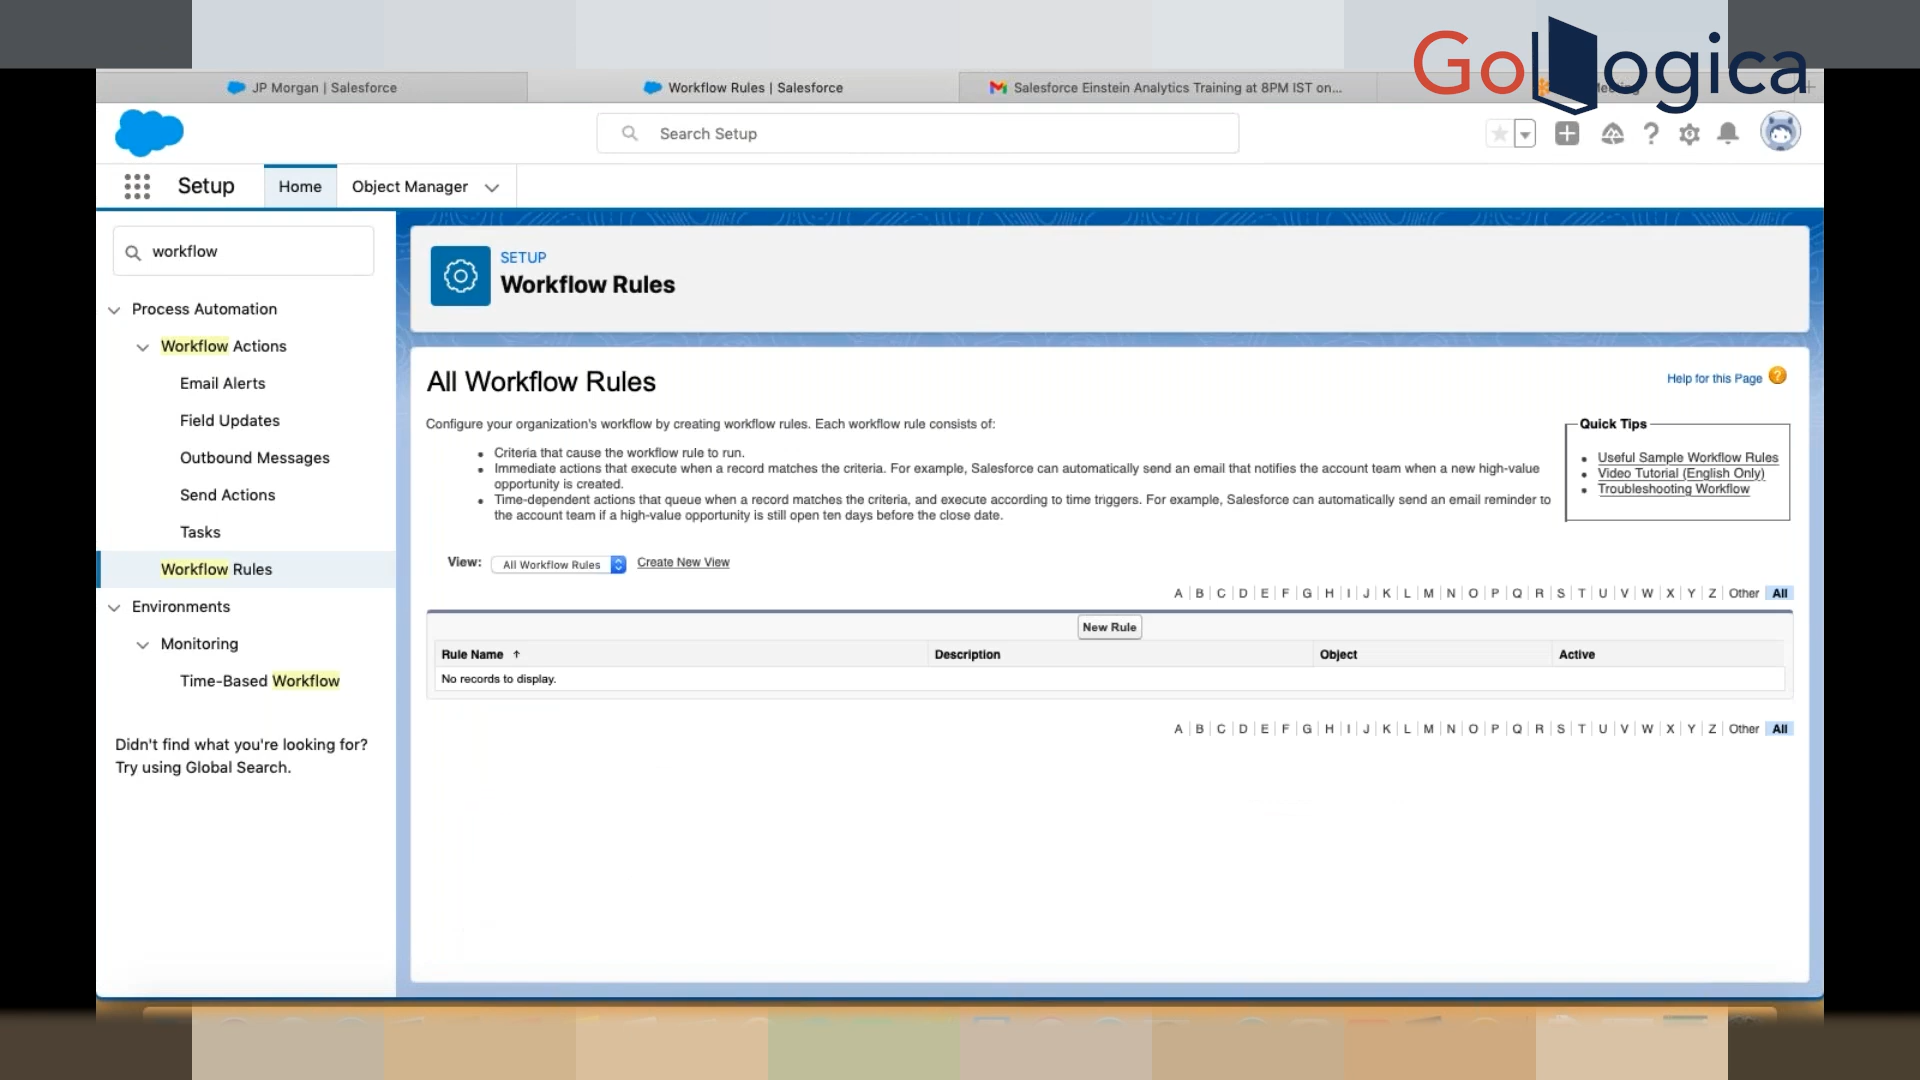 GoLogica
JP Morgan | Salesforce
Workflow Rules | Salesforce
Salesforce Einstein Analytics Training at 8PM IST on...
Search Setup
Setup
Home
Object Manager
workflow
Process Automation
Workflow Actions
Email Alerts
Field Updates
Outbound Messages
Send Actions
Tasks
Workflow Rules
Environments
Monitoring
Time-Based Workflow
Didn't find what you're looking for?
Try using Global Search.
SETUP
Workflow Rules
All Workflow Rules
Help for this Page
Configure your organization's workflow by creating workflow rules. Each workflow rule consists of:
Criteria that cause the workflow rule to run.
Immediate actions that execute when a record matches the criteria. For example, Salesforce can automatically send an email that notifies the account team when a new high-value
opportunity is created.
Time-dependent actions that queue when a record matches the criteria, and execute according to time triggers. For example, Salesforce can automatically send an email reminder to
the account team if a high-value opportunity is still open ten days before the close date.
Quick Tips
Useful Sample Workflow Rules
Video Tutorial (English Only)
Troubleshooting Workflow
View: All Workflow Rules Create New View
A | B | C | D | E | F | G | H | I | J | K | L | M | N | O | P | Q | R | S | T | U | V | W | X | Y | Z | Other All
New Rule
Rule Name ↑ Description Object Active
No records to display.
A | B | C | D | E | F | G | H | I | J | K | L | M | N | O | P | Q | R | S | T | U | V | W | X | Y | Z | Other All